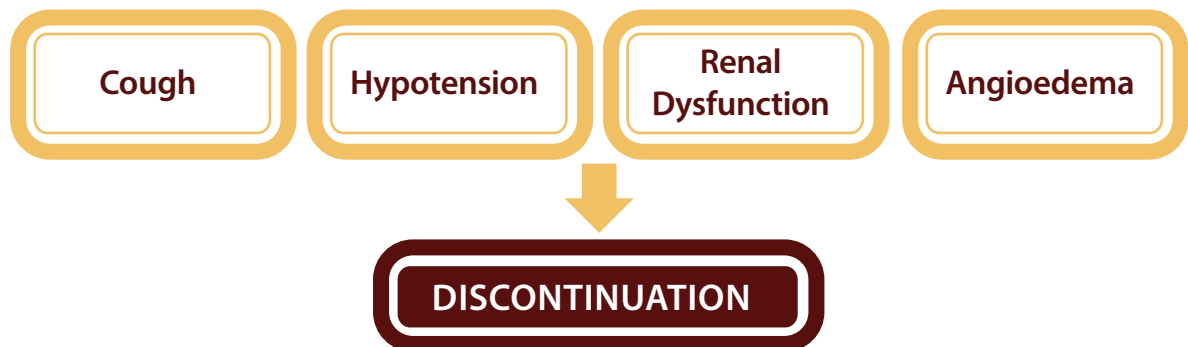 Cough
Hypotension
Renal
Dysfunction
Angioedema
DISCONTINUATION